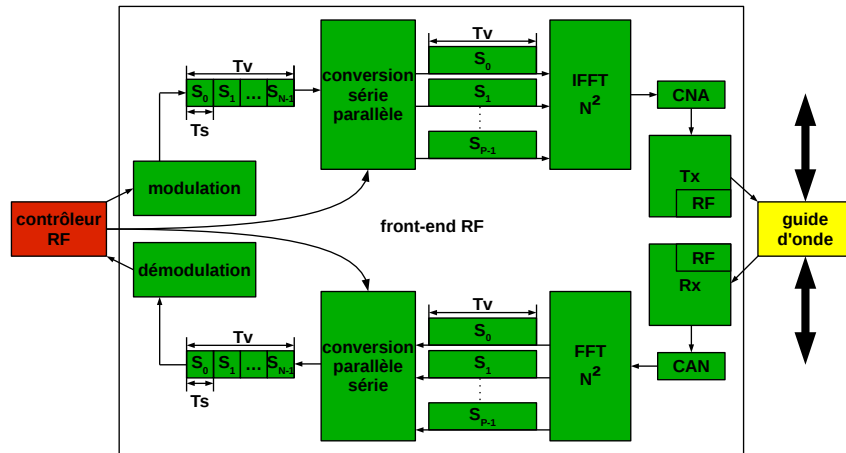 Tv
S0 S1 ... SN-1
Ts
conversion
série
parallèle
Tv
S0
S1
SP-1
IFFT
N²
CNA
Tx
RF
modulation
contrôleur
RF
front-end RF
guide
d'onde
démodulation
RF
Rx
Tv
S0 S1 ... SN-1
Ts
conversion
parallèle
série
Tv
S0
S1
SP-1
FFT
N²
CAN